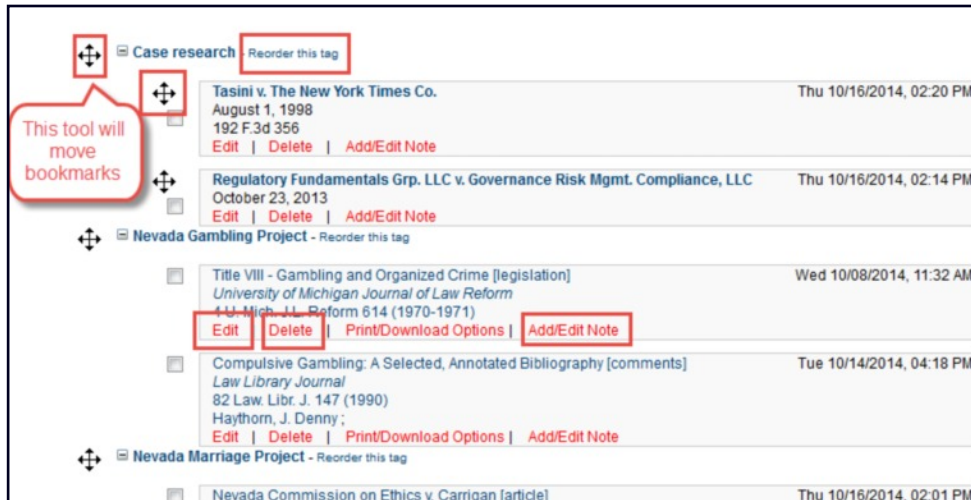 Case research - Reorder this tag
This tool will
move
bookmarks
Tasini v. The New York Times Co. Thu 10/16/2014, 02:20 PM
August 1, 1998
192 F.3d 356
Edit | Delete | Add/Edit Note
Regulatory Fundamentals Grp. LLC v. Governance Risk Mgmt. Compliance, LLC Thu 10/16/2014, 02:14 PM
October 23, 2013
Edit | Delete | Add/Edit Note
Nevada Gambling Project - Reorder this tag
Title VIII - Gambling and Organized Crime [legislation] Wed 10/08/2014, 11:32 AM
University of Michigan Journal of Law Reform
4 U. Mich. J.L. Reform 614 (1970-1971)
Edit | Delete | Print/Download Options | Add/Edit Note
Compulsive Gambling: A Selected, Annotated Bibliography [comments] Tue 10/14/2014, 04:18 PM
Law Library Journal
82 Law. Libr. J. 147 (1990)
Haythorn, J. Denny ;
Edit | Delete | Print/Download Options | Add/Edit Note
Nevada Marriage Project - Reorder this tag
Nevada Commission on Ethics v. Carrigan [article] Thu 10/16/2014, 02:01 PM